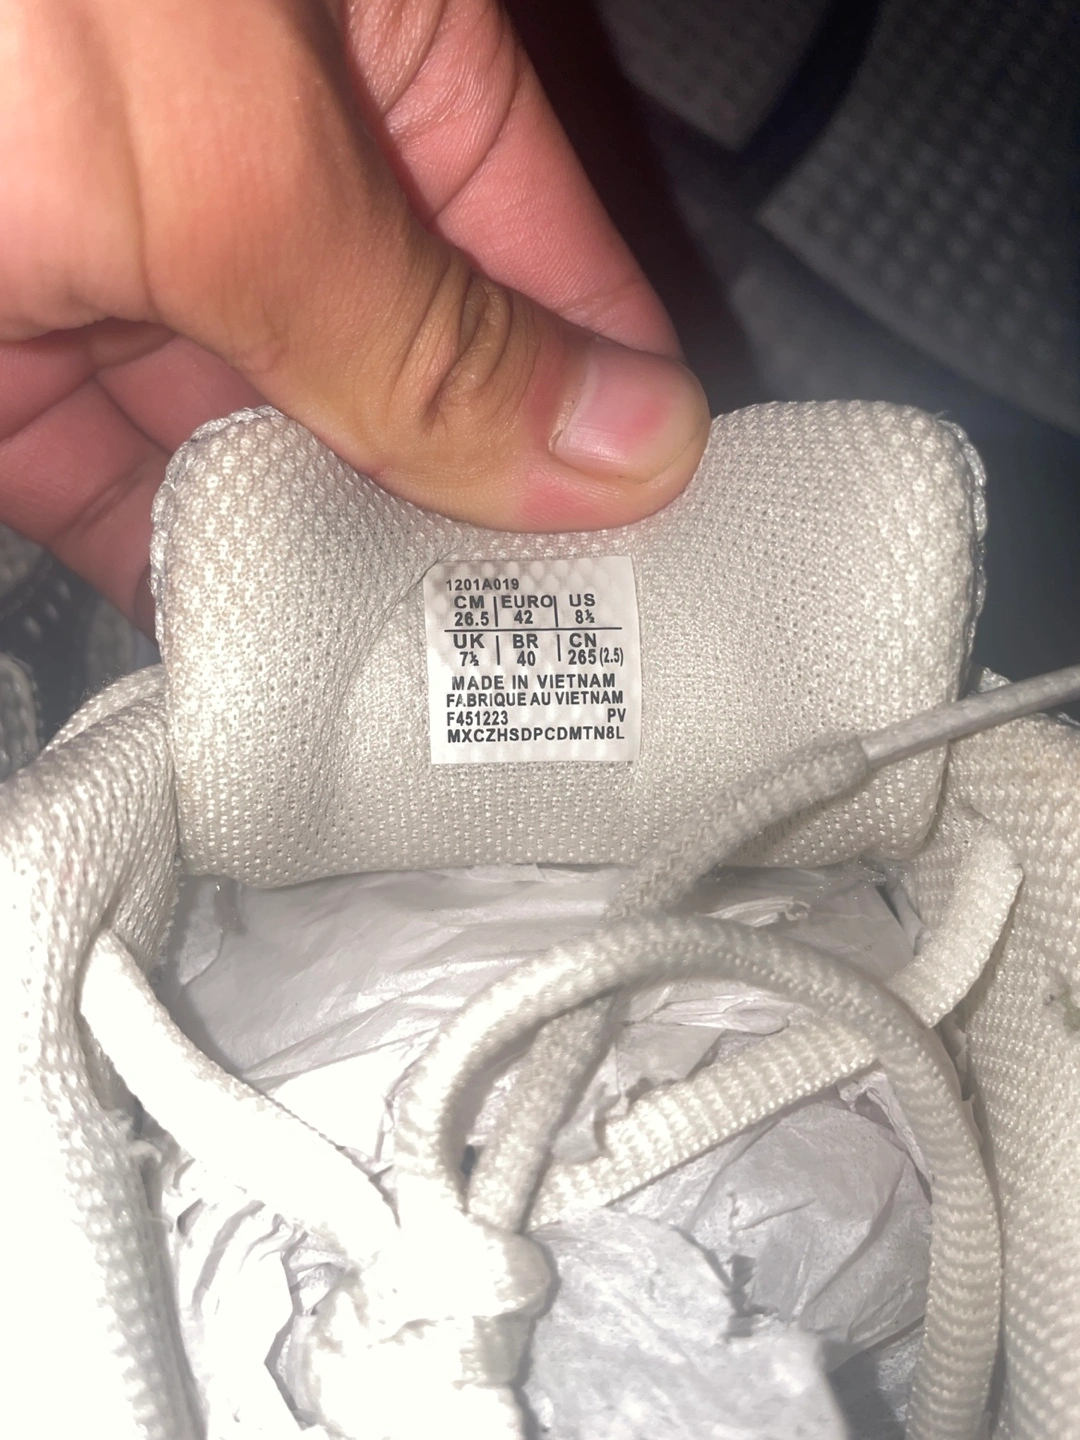 1201A019
CM | EURO | US
26.5 | 42 | 8½
UK | BR | CN
7½ | 40 | 265 (2.5)
MADE IN VIETNAM
FABRIQUE AU VIETNAM
F451223 PV
MXCZHSDPCDMTN8L